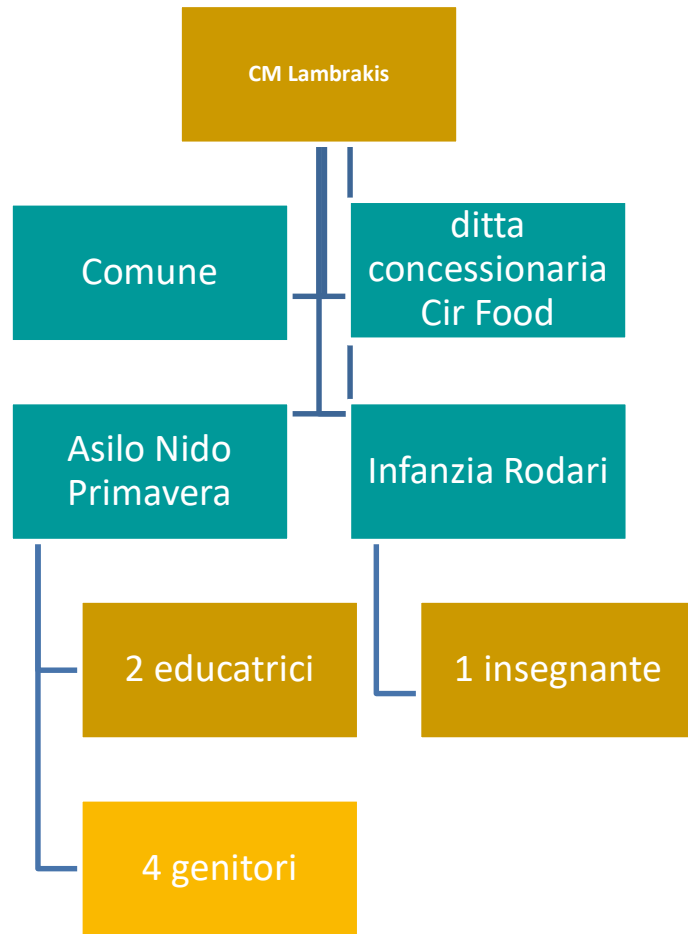 CM Lambrakis
Comune
ditta
concessionaria
Cir Food
Asilo Nido
Primavera
Infanzia Rodari
2 educatrici
1 insegnante
4 genitori